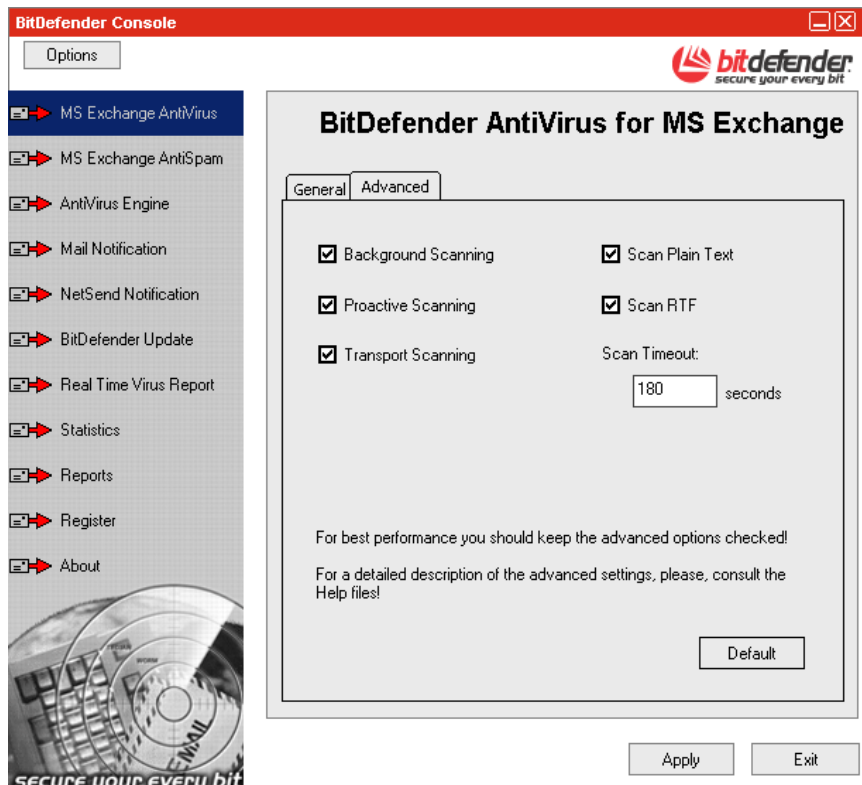 BitDefender Console
Options
bitdefender
secure your every bit
MS Exchange AntiVirus
MS Exchange AntiSpam
AntiVirus Engine
Mail Notification
NetSend Notification
BitDefender Update
Real Time Virus Report
Statistics
Reports
Register
About
TROJAN
WORM
E-MAIL
secure your every bit
BitDefender AntiVirus for MS Exchange
General
Advanced
Background Scanning
Scan Plain Text
Proactive Scanning
Scan RTF
Transport Scanning
Scan Timeout:
180
seconds
For best performance you should keep the advanced options checked!
For a detailed description of the advanced settings, please, consult the
Help files!
Default
Apply
Exit